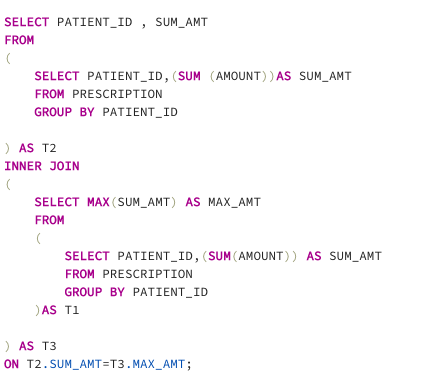 SELECT PATIENT_ID , SUM_AMT
FROM
(
SELECT PATIENT_ID,(SUM (AMOUNT))AS SUM_AMT
FROM PRESCRIPTION
GROUP BY PATIENT_ID
) AS T2
INNER JOIN
(
SELECT MAX(SUM_AMT) AS MAX_AMT
FROM
(
SELECT PATIENT_ID,(SUM(AMOUNT)) AS SUM_AMT
FROM PRESCRIPTION
GROUP BY PATIENT_ID
)AS T1
) AS T3
ON T2.SUM_AMT=T3.MAX_AMT;